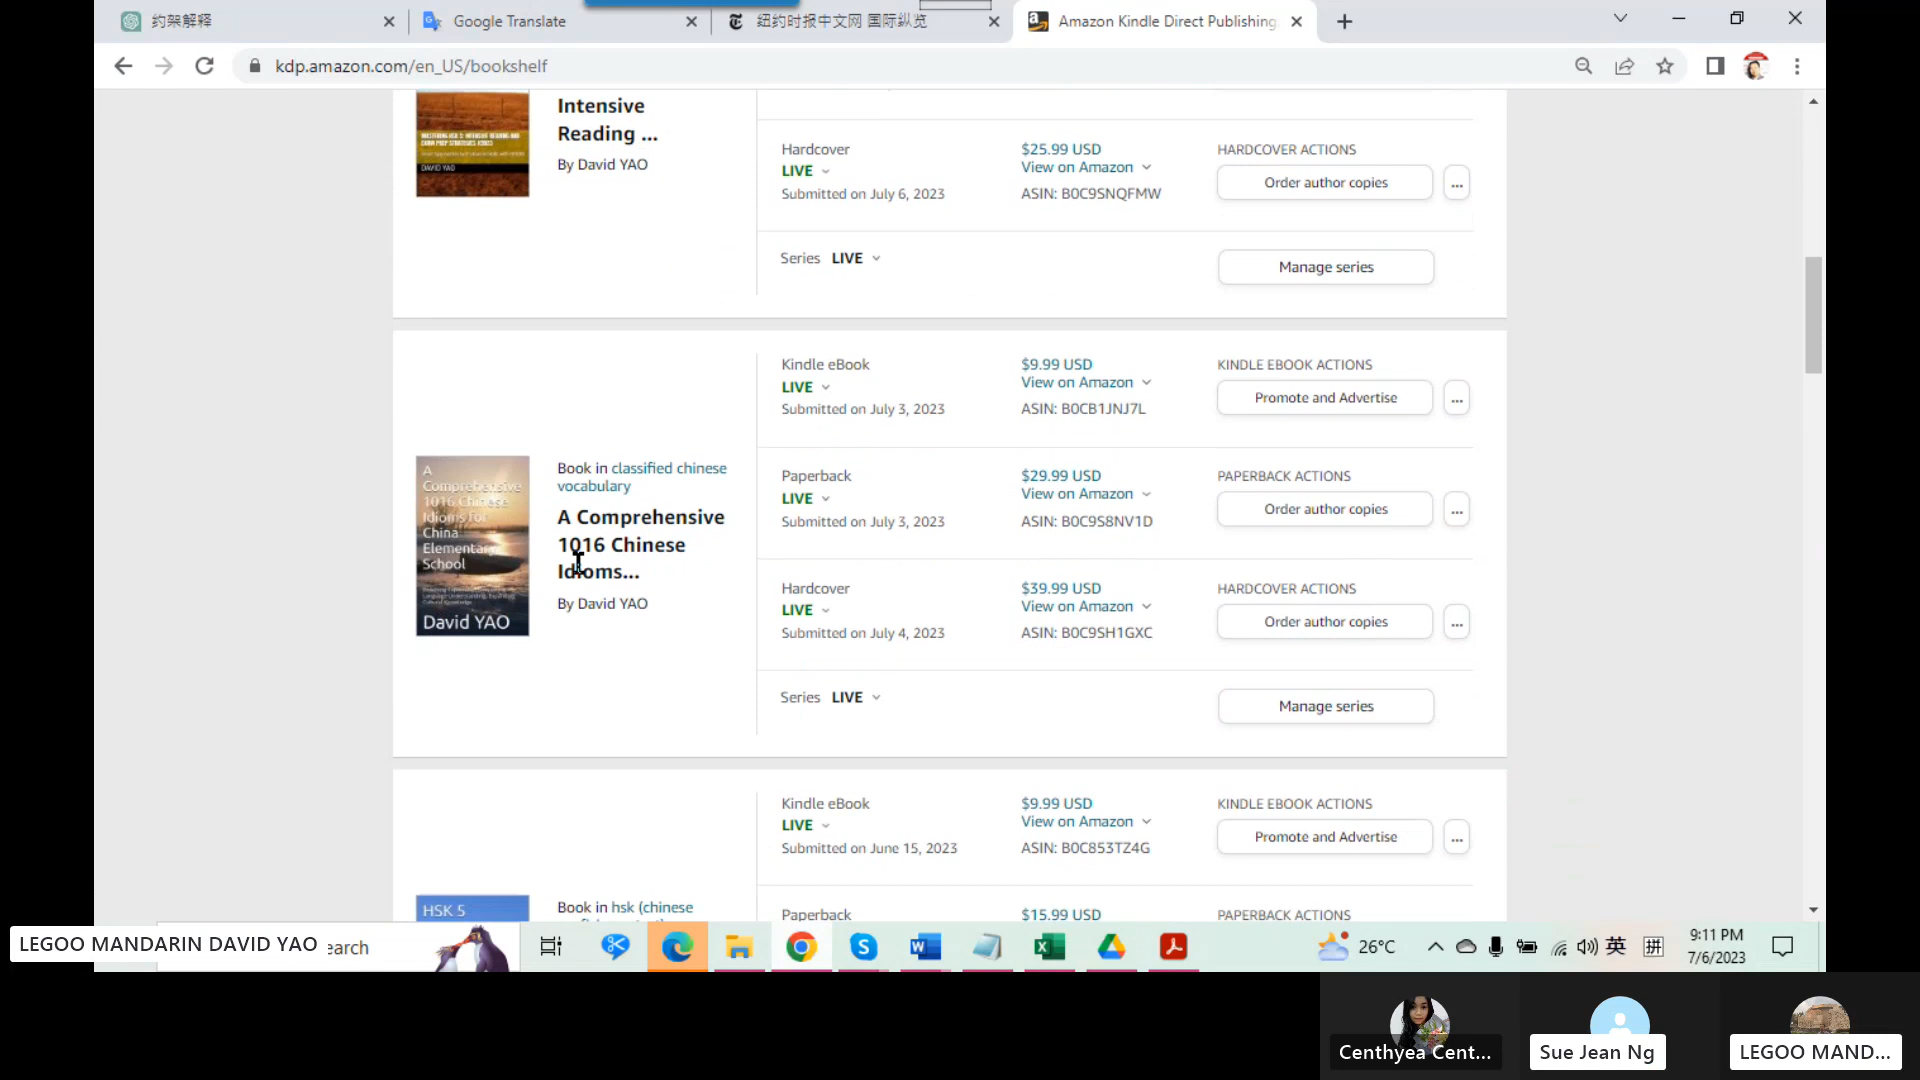 约架解释
Google Translate
紐约时报中文网 国际纵览
Amazon Kindle Direct Publishing
kdp.amazon.com/en_US/bookshelf
Intensive
Reading ...
By David YAO
DAVID YAO
Hardcover
LIVE
Submitted on July 6, 2023
$25.99 USD
View on Amazon
ASIN: B0C9SNQFMW
HARDCOVER ACTIONS
Order author copies
...
Series LIVE
Manage series
A
Comprehensive
1016 Chinese
Idioms for
China
Elementary
School
David YAO
Book in classified chinese
vocabulary
A Comprehensive
1016 Chinese
Idioms...
By David YAO
Kindle eBook
LIVE
Submitted on July 3, 2023
$9.99 USD
View on Amazon
ASIN: B0CB1JNJ7L
KINDLE EBOOK ACTIONS
Promote and Advertise
...
Paperback
LIVE
Submitted on July 3, 2023
$29.99 USD
View on Amazon
ASIN: B0C9S8NV1D
PAPERBACK ACTIONS
Order author copies
...
Hardcover
LIVE
Submitted on July 4, 2023
$39.99 USD
View on Amazon
ASIN: B0C9SH1GXC
HARDCOVER ACTIONS
Order author copies
...
Series LIVE
Manage series
HSK 5
Book in hsk (chinese
Kindle eBook
LIVE
Submitted on June 15, 2023
$9.99 USD
View on Amazon
ASIN: B0C853TZ4G
KINDLE EBOOK ACTIONS
Promote and Advertise
...
Paperback
$15.99 USD
PAPERBACK ACTIONS
LEGOO MANDARIN DAVID YAO
earch
26°C
英
拼
9:11 PM
7/6/2023
Centhyea Cent...
Sue Jean Ng
LEGOO MAND...